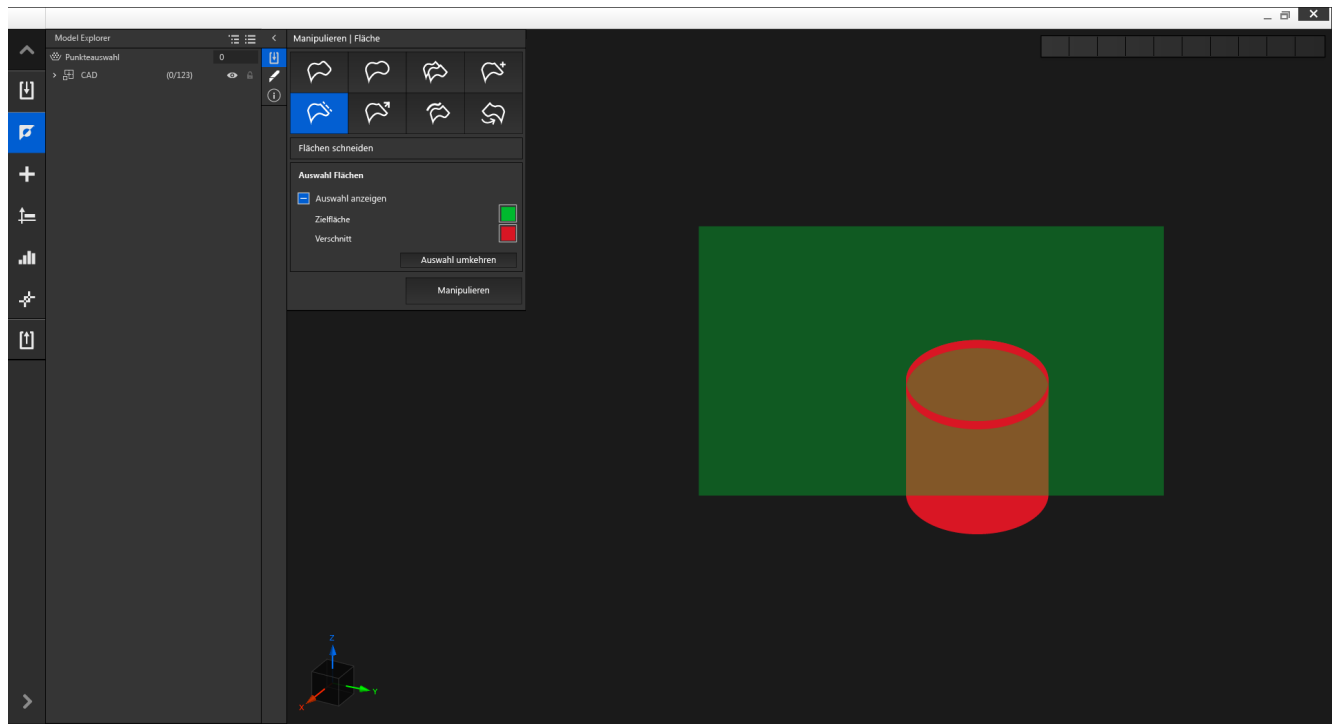 Model Explorer
Punkteauswahl 0
CAD (0/123)
Manipulieren | Fläche
Flächen schneiden
Auswahl Flächen
Auswahl anzeigen
Zielfläche
Verschnitt
Auswahl umkehren
Manipulieren
Z
Y
X